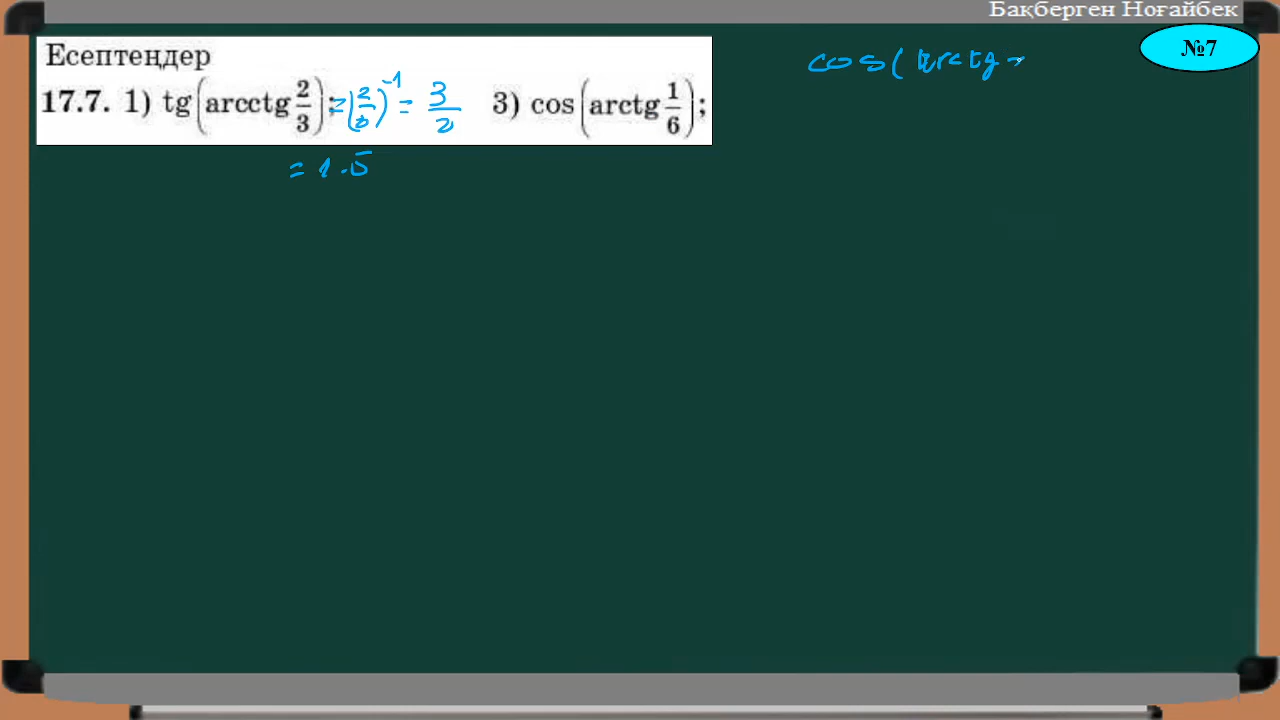 Бақберген Ноғайбек
№7
Есептеңдер
17.7. 1) tg(arcctg 2/3); =(2/3)^-1 = 3/2 3) cos(arctg 1/6);
= 1.5
cos( arctg x